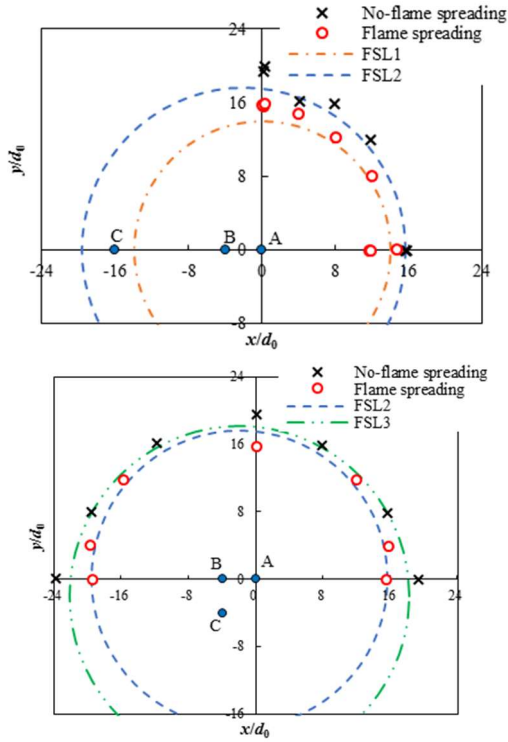 24
No-flame spreading
Flame spreading
FSL1
FSL2
16
8
y/d0
C
B
A
-24
-16
-8
0
8
16
24
-8
x/d0
24
No-flame spreading
Flame spreading
FSL2
FSL3
16
8
y/d0
B
A
-24
-16
-8
0
8
16
24
C
-8
-16
x/d0